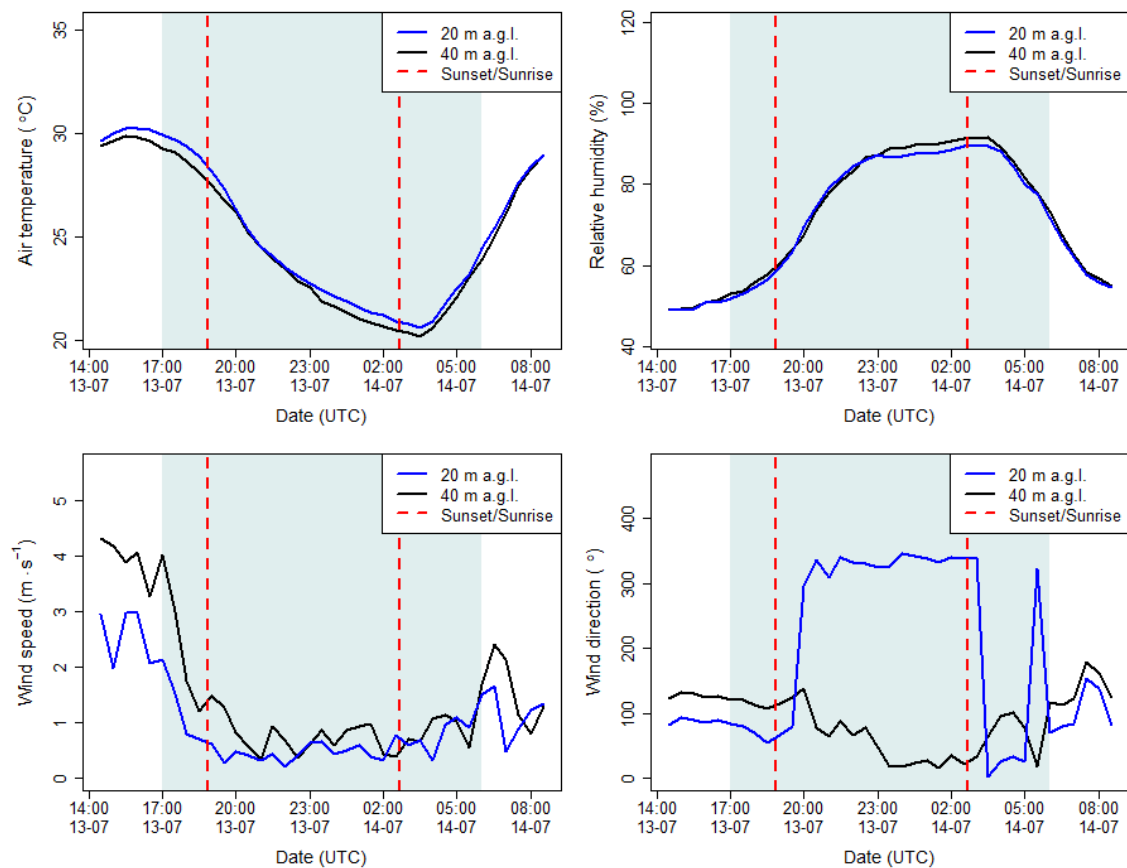 35
30
25
20
Air temperature ( °C)
20 m a.g.l.
40 m a.g.l.
Sunset/Sunrise
14:00 17:00 20:00 23:00 02:00 05:00 08:00
13-07 13-07 13-07 13-07 14-07 14-07 14-07
Date (UTC)
120
100
80
60
40
Relative humidity (%)
20 m a.g.l.
40 m a.g.l.
Sunset/Sunrise
14:00 17:00 20:00 23:00 02:00 05:00 08:00
13-07 13-07 13-07 13-07 14-07 14-07 14-07
Date (UTC)
5
4
3
2
1
0
Wind speed (m · s⁻¹)
20 m a.g.l.
40 m a.g.l.
Sunset/Sunrise
14:00 17:00 20:00 23:00 02:00 05:00 08:00
13-07 13-07 13-07 13-07 14-07 14-07 14-07
Date (UTC)
400
300
200
100
0
Wind direction ( °)
20 m a.g.l.
40 m a.g.l.
Sunset/Sunrise
14:00 17:00 20:00 23:00 02:00 05:00 08:00
13-07 13-07 13-07 13-07 14-07 14-07 14-07
Date (UTC)